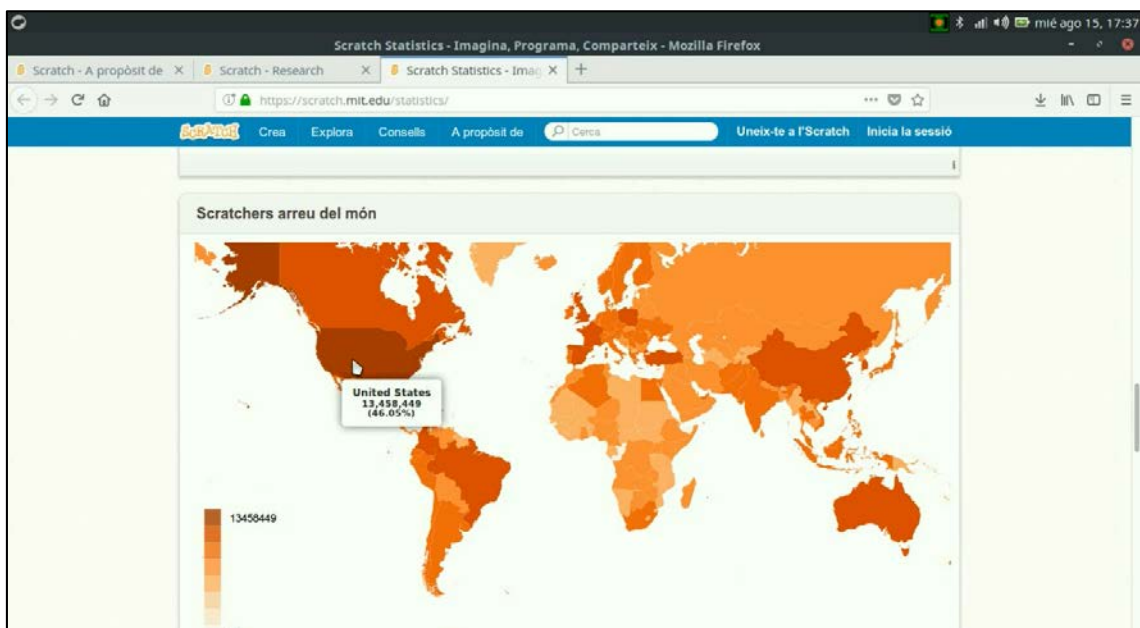 mié ago 15, 17:37
Scratch Statistics - Imagina, Programa, Comparteix - Mozilla Firefox
Scratch - A propòsit de
Scratch - Research
Scratch Statistics - Imag
https://scratch.mit.edu/statistics/
SCRATCH Crea Explora Consells A propòsit de Cerca Uneix-te a l'Scratch Inicia la sessió
Scratchers arreu del món
United States
13,458,449
(46.05%)
13458449